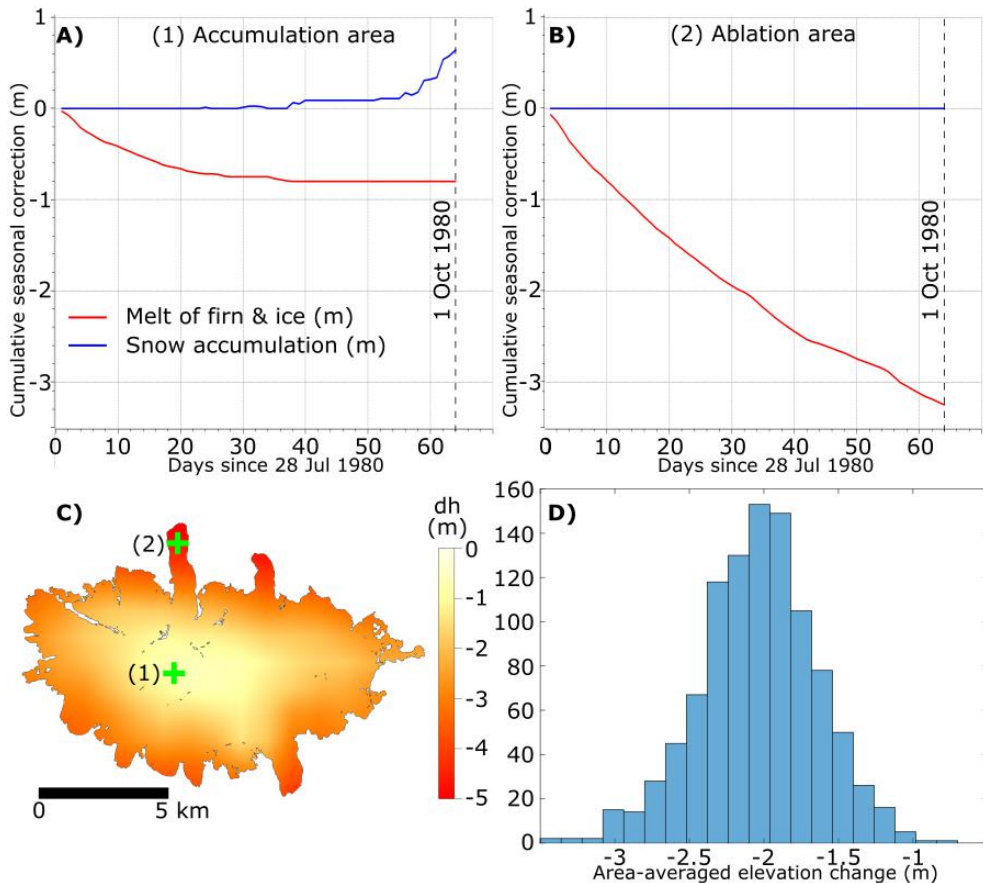 A)
(1) Accumulation area
1
0
-1
-2
-3
Cumulative seasonal correction (m)
Melt of firn & ice (m)
Snow accumulation (m)
1 Oct 1980
0 10 20 30 40 50 60
Days since 28 Jul 1980
B)
(2) Ablation area
1
0
-1
-2
-3
Cumulative seasonal correction (m)
1 Oct 1980
0 10 20 30 40 50 60
Days since 28 Jul 1980
C)
(2)
(1)
0 5 km
dh
(m)
0
-1
-2
-3
-4
-5
D)
160
140
120
100
80
60
40
20
0
-3 -2.5 -2 -1.5 -1
Area-averaged elevation change (m)